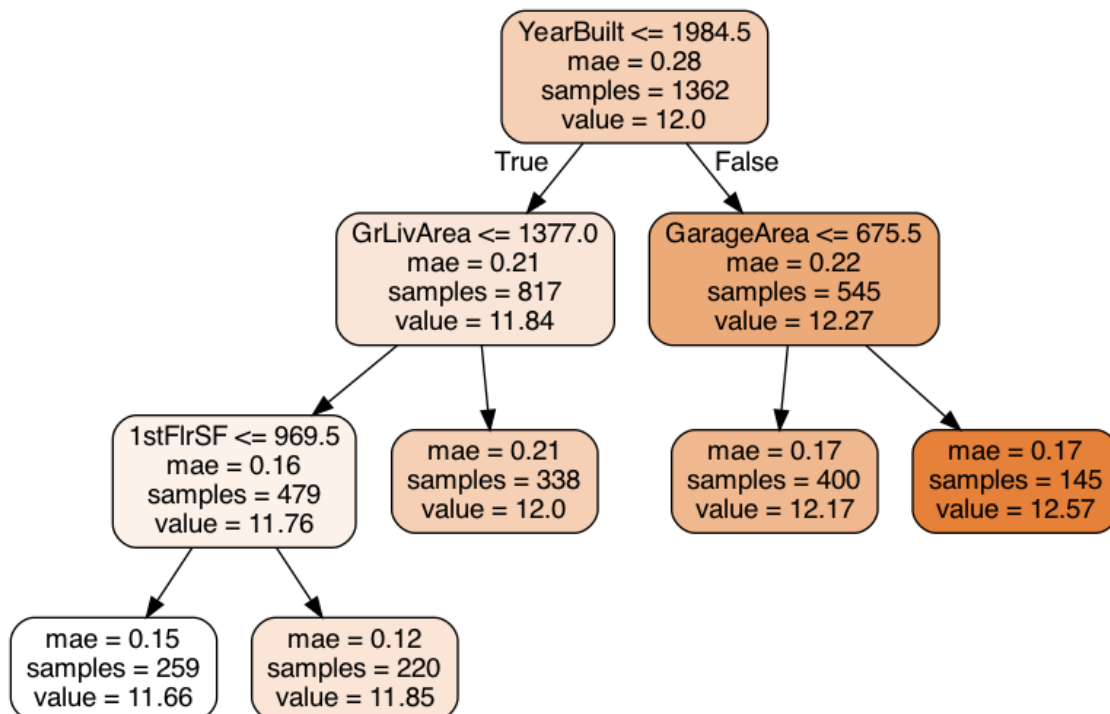 YearBuilt <= 1984.5
mae = 0.28
samples = 1362
value = 12.0
True
False
GrLivArea <= 1377.0
mae = 0.21
samples = 817
value = 11.84
GarageArea <= 675.5
mae = 0.22
samples = 545
value = 12.27
1stFlrSF <= 969.5
mae = 0.16
samples = 479
value = 11.76
mae = 0.21
samples = 338
value = 12.0
mae = 0.17
samples = 400
value = 12.17
mae = 0.17
samples = 145
value = 12.57
mae = 0.15
samples = 259
value = 11.66
mae = 0.12
samples = 220
value = 11.85